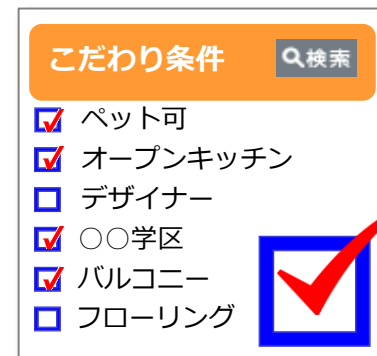 こだわり条件 検索
ペット可
オープンキッチン
デザイナー
○○学区
バルコニー
フローリング